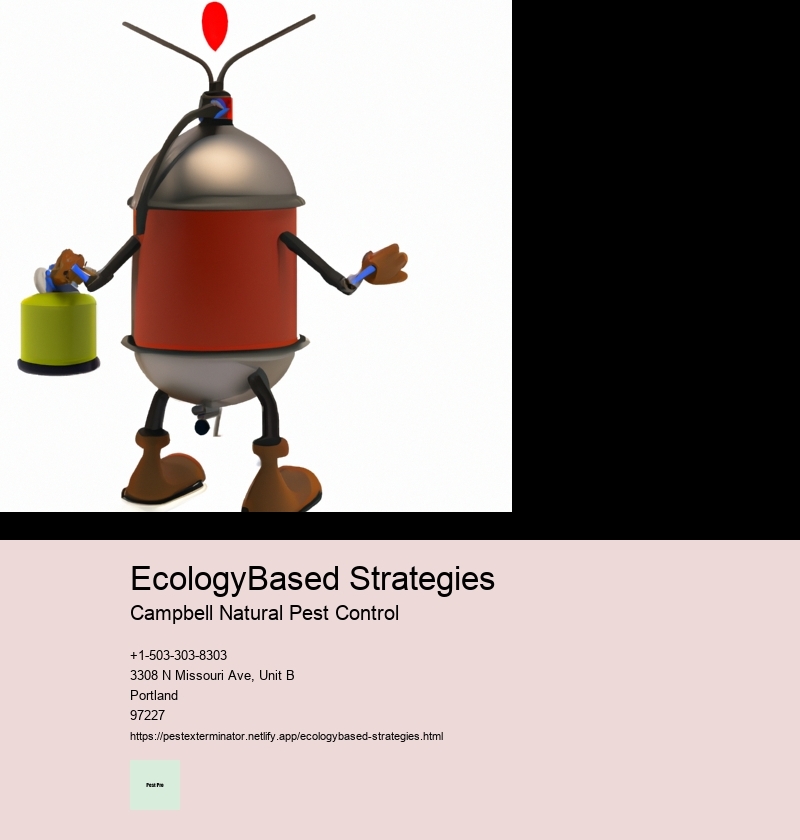 EcologyBased Strategies
Campbell Natural Pest Control
+1-503-303-8303
3308 N Missouri Ave, Unit B
Portland
97227
https://pestexterminator.netlify.app/ecologybased-strategies.html
Pest Pro